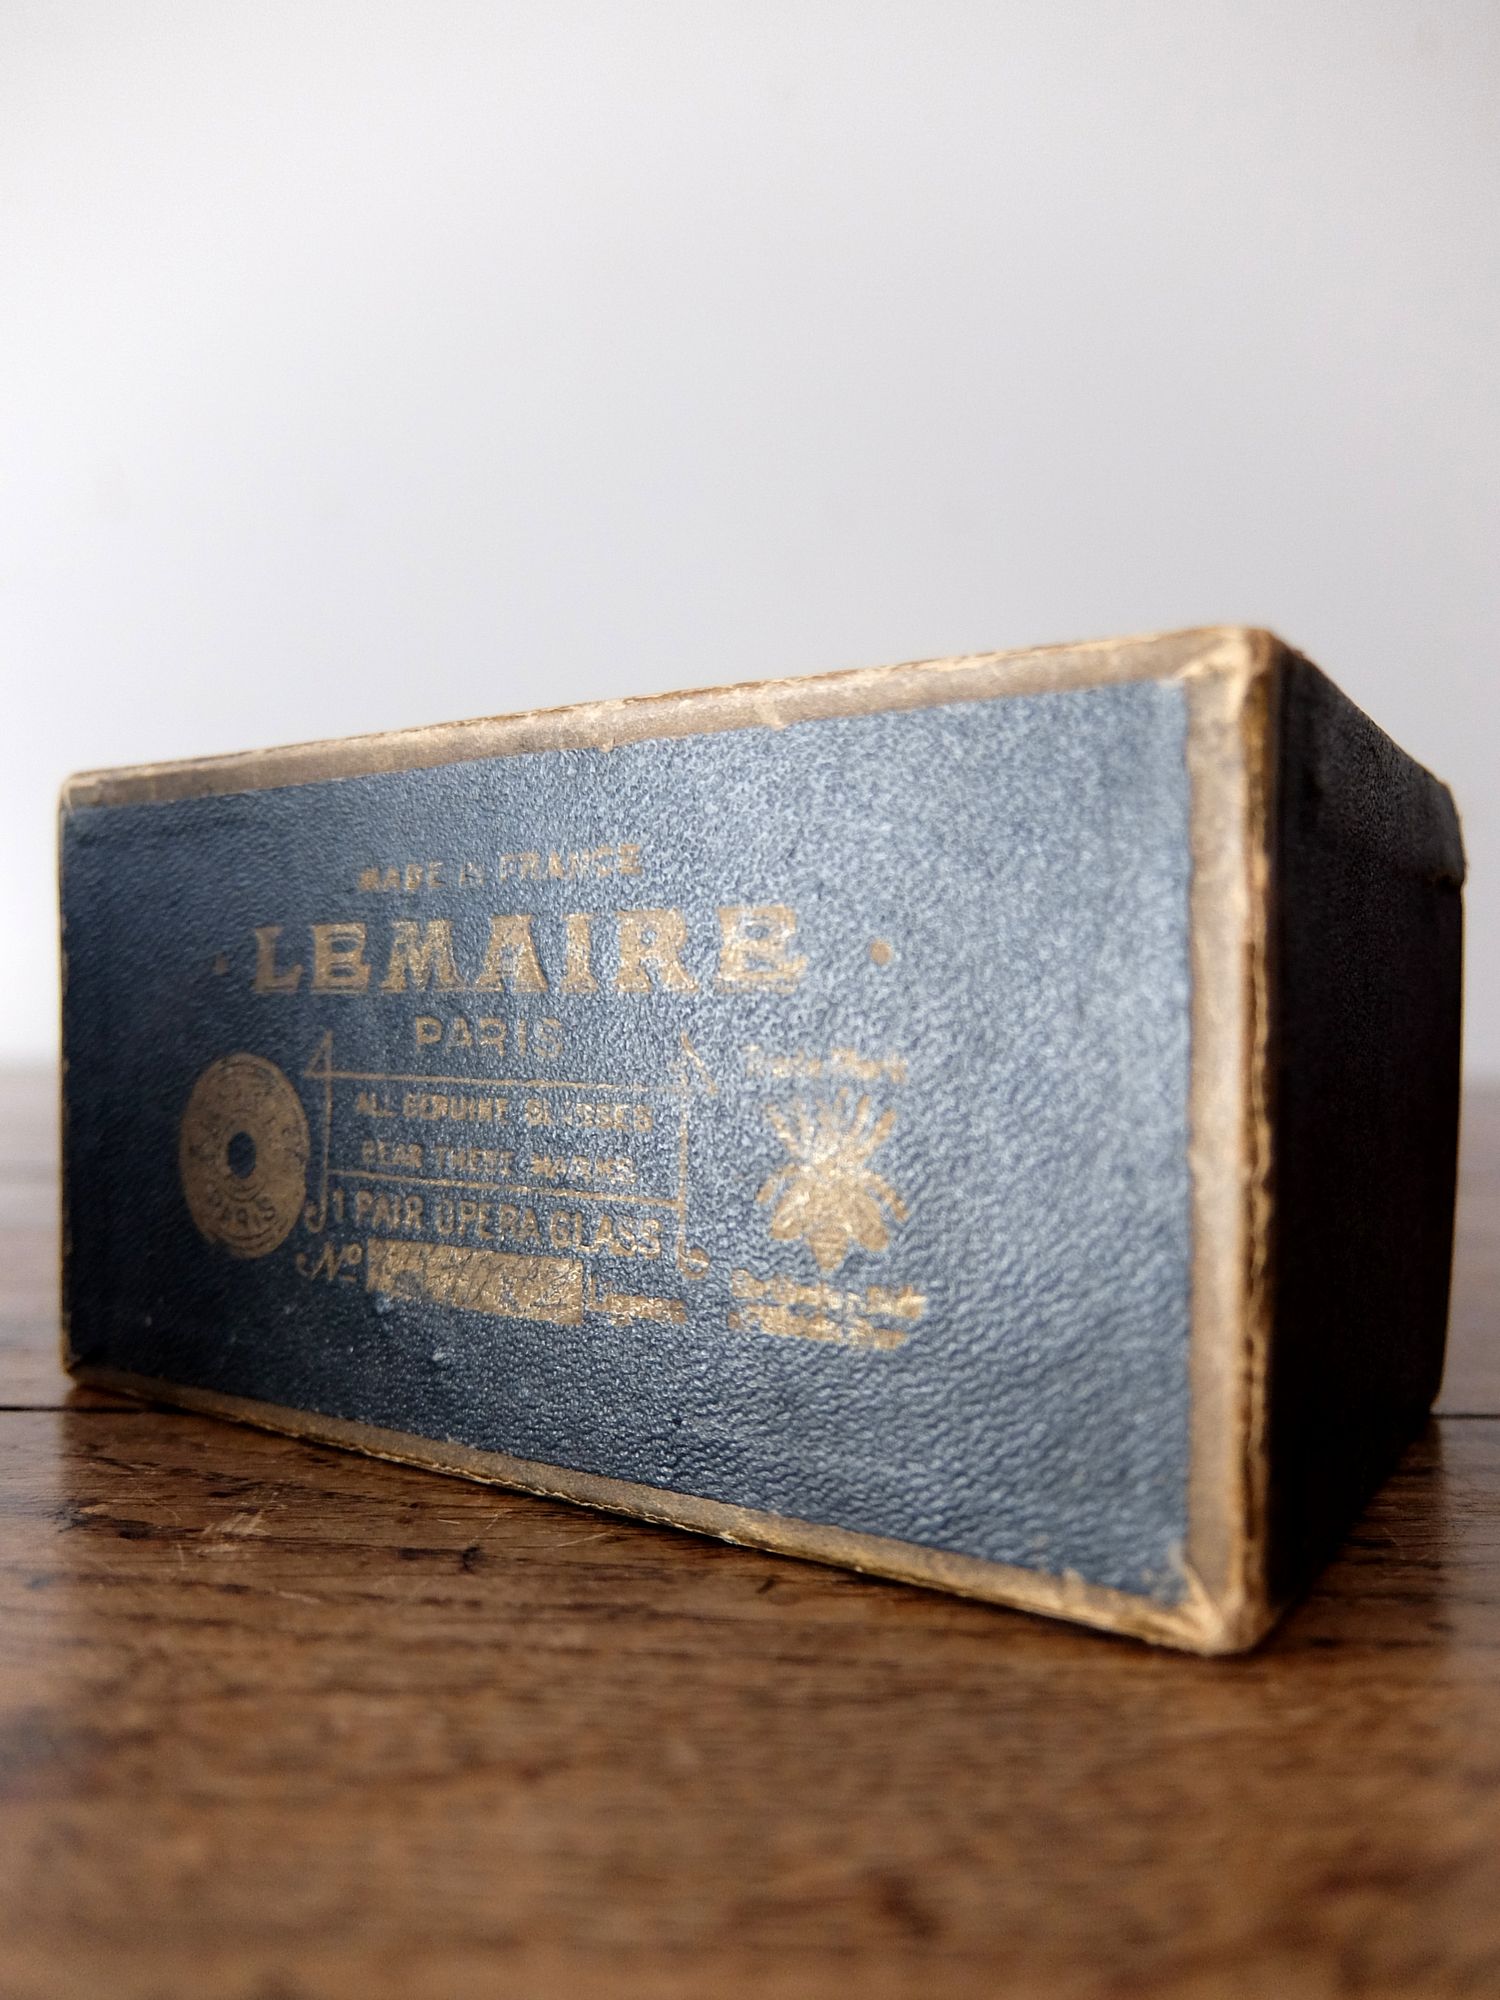 MADE IN FRANCE
LEMAIRE
PARIS
Trade Mark
ALL GENUINE GLASSES
BEAR THESE MARKS
PARIS
1 PAIR OPERA GLASS
No Lignes